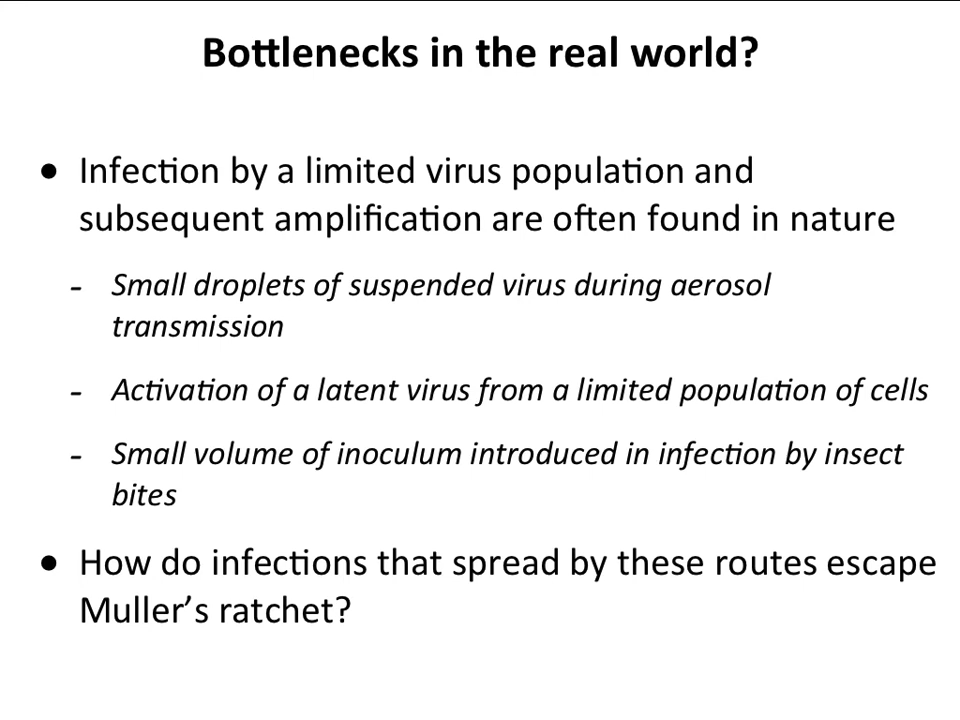 Bottlenecks in the real world?
• Infection by a limited virus population and
subsequent amplification are often found in nature
- Small droplets of suspended virus during aerosol
transmission
- Activation of a latent virus from a limited population of cells
- Small volume of inoculum introduced in infection by insect
bites
• How do infections that spread by these routes escape
Muller’s ratchet?